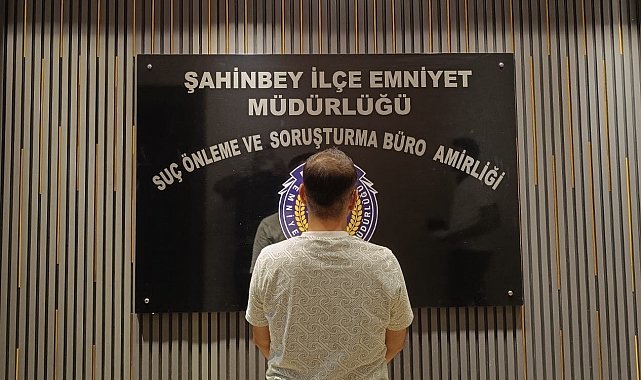 ŞAHİNBEY İLÇE EMNİYET
MÜDÜRLÜĞÜ
SUÇ ÖNLEME VE SORUŞTURMA BÜRO AMİRLİĞİ